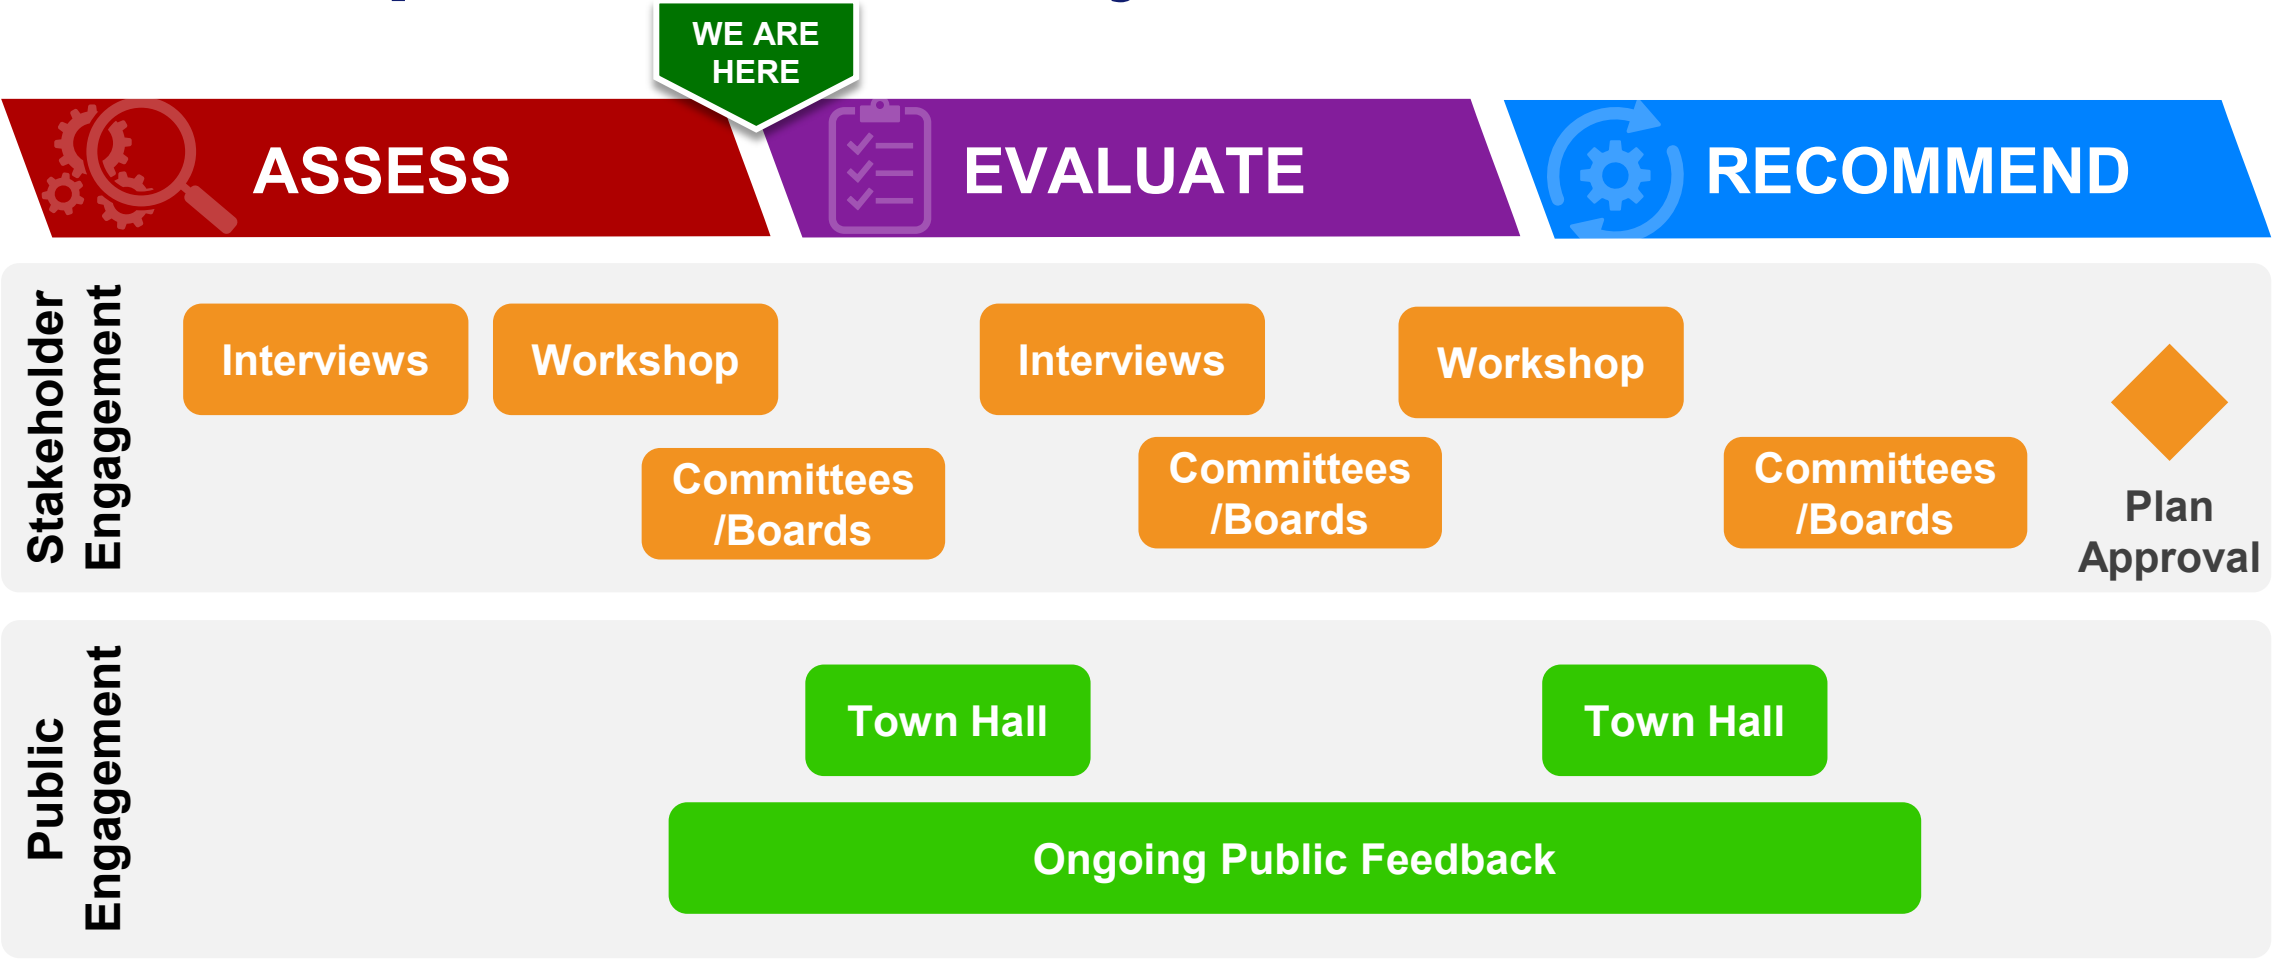 WE ARE
HERE
ASSESS
EVALUATE
RECOMMEND
Stakeholder
Engagement
Interviews
Workshop
Interviews
Workshop
Committees
/Boards
Committees
/Boards
Committees
/Boards
Plan
Approval
Public
Engagement
Town Hall
Town Hall
Ongoing Public Feedback